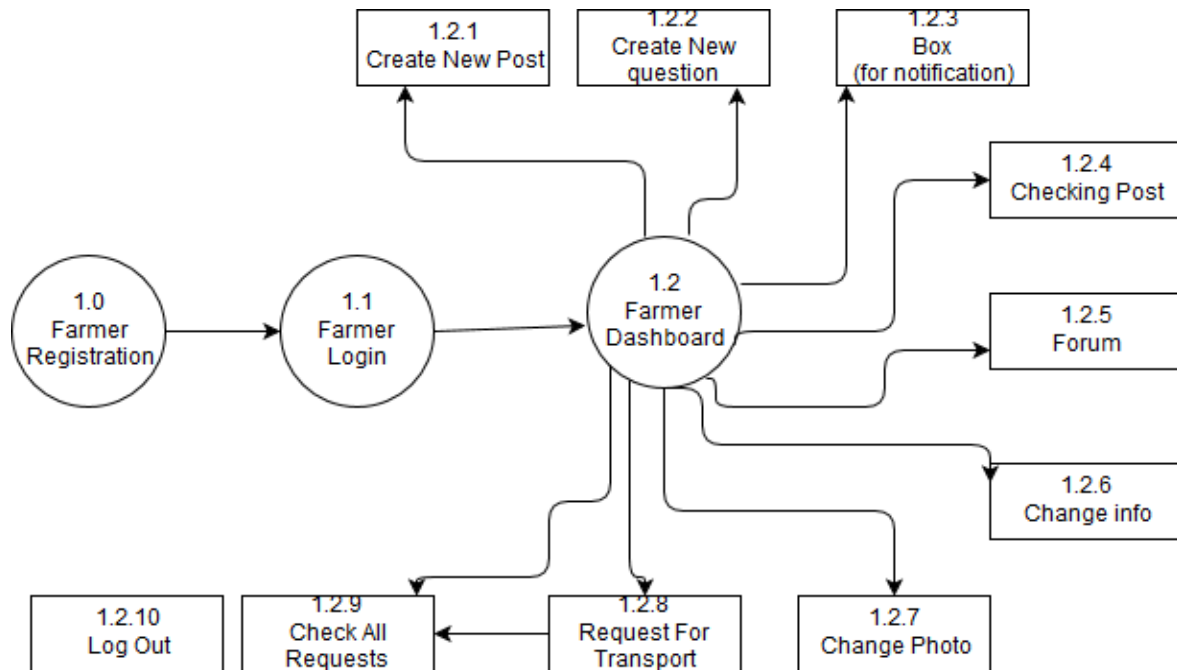 1.2.1
Create New Post
1.2.2
Create New
question
1.2.3
Box
(for notification)
1.2.4
Checking Post
1.0
Farmer
Registration
1.1
Farmer
Login
1.2
Farmer
Dashboard
1.2.5
Forum
1.2.6
Change info
1.2.10
Log Out
1.2.9
Check All
Requests
1.2.8
Request For
Transport
1.2.7
Change Photo